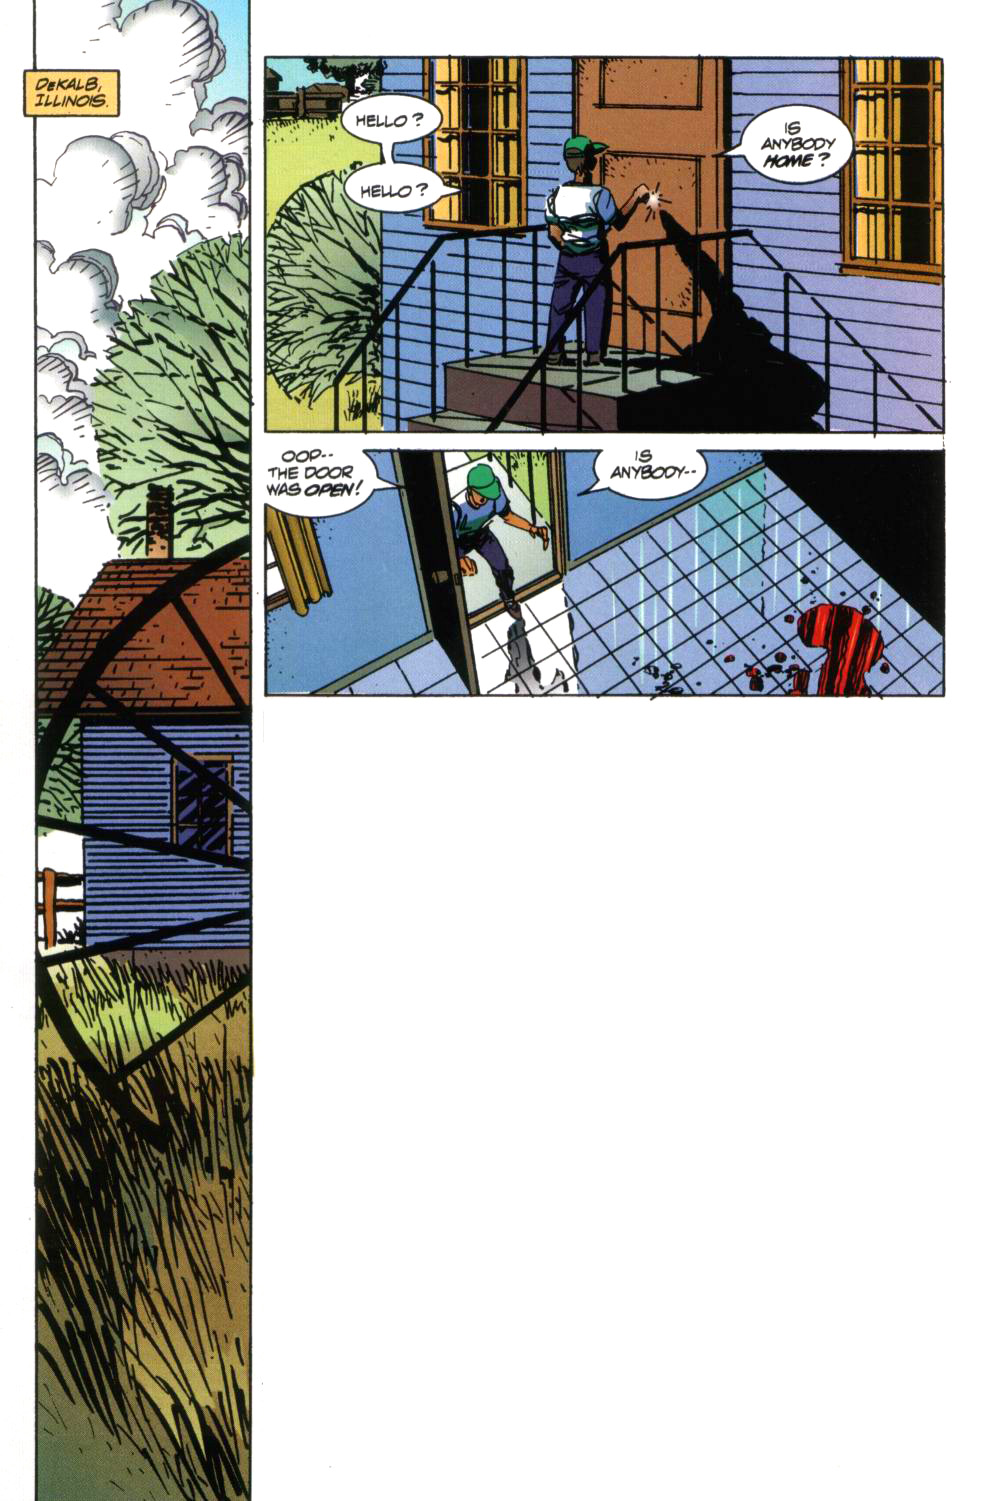 DeKALB,
ILLINOIS.
HELLO?
HELLO?
IS
ANYBODY
HOME?
OOP--
THE DOOR
WAS OPEN!
IS
ANYBODY--